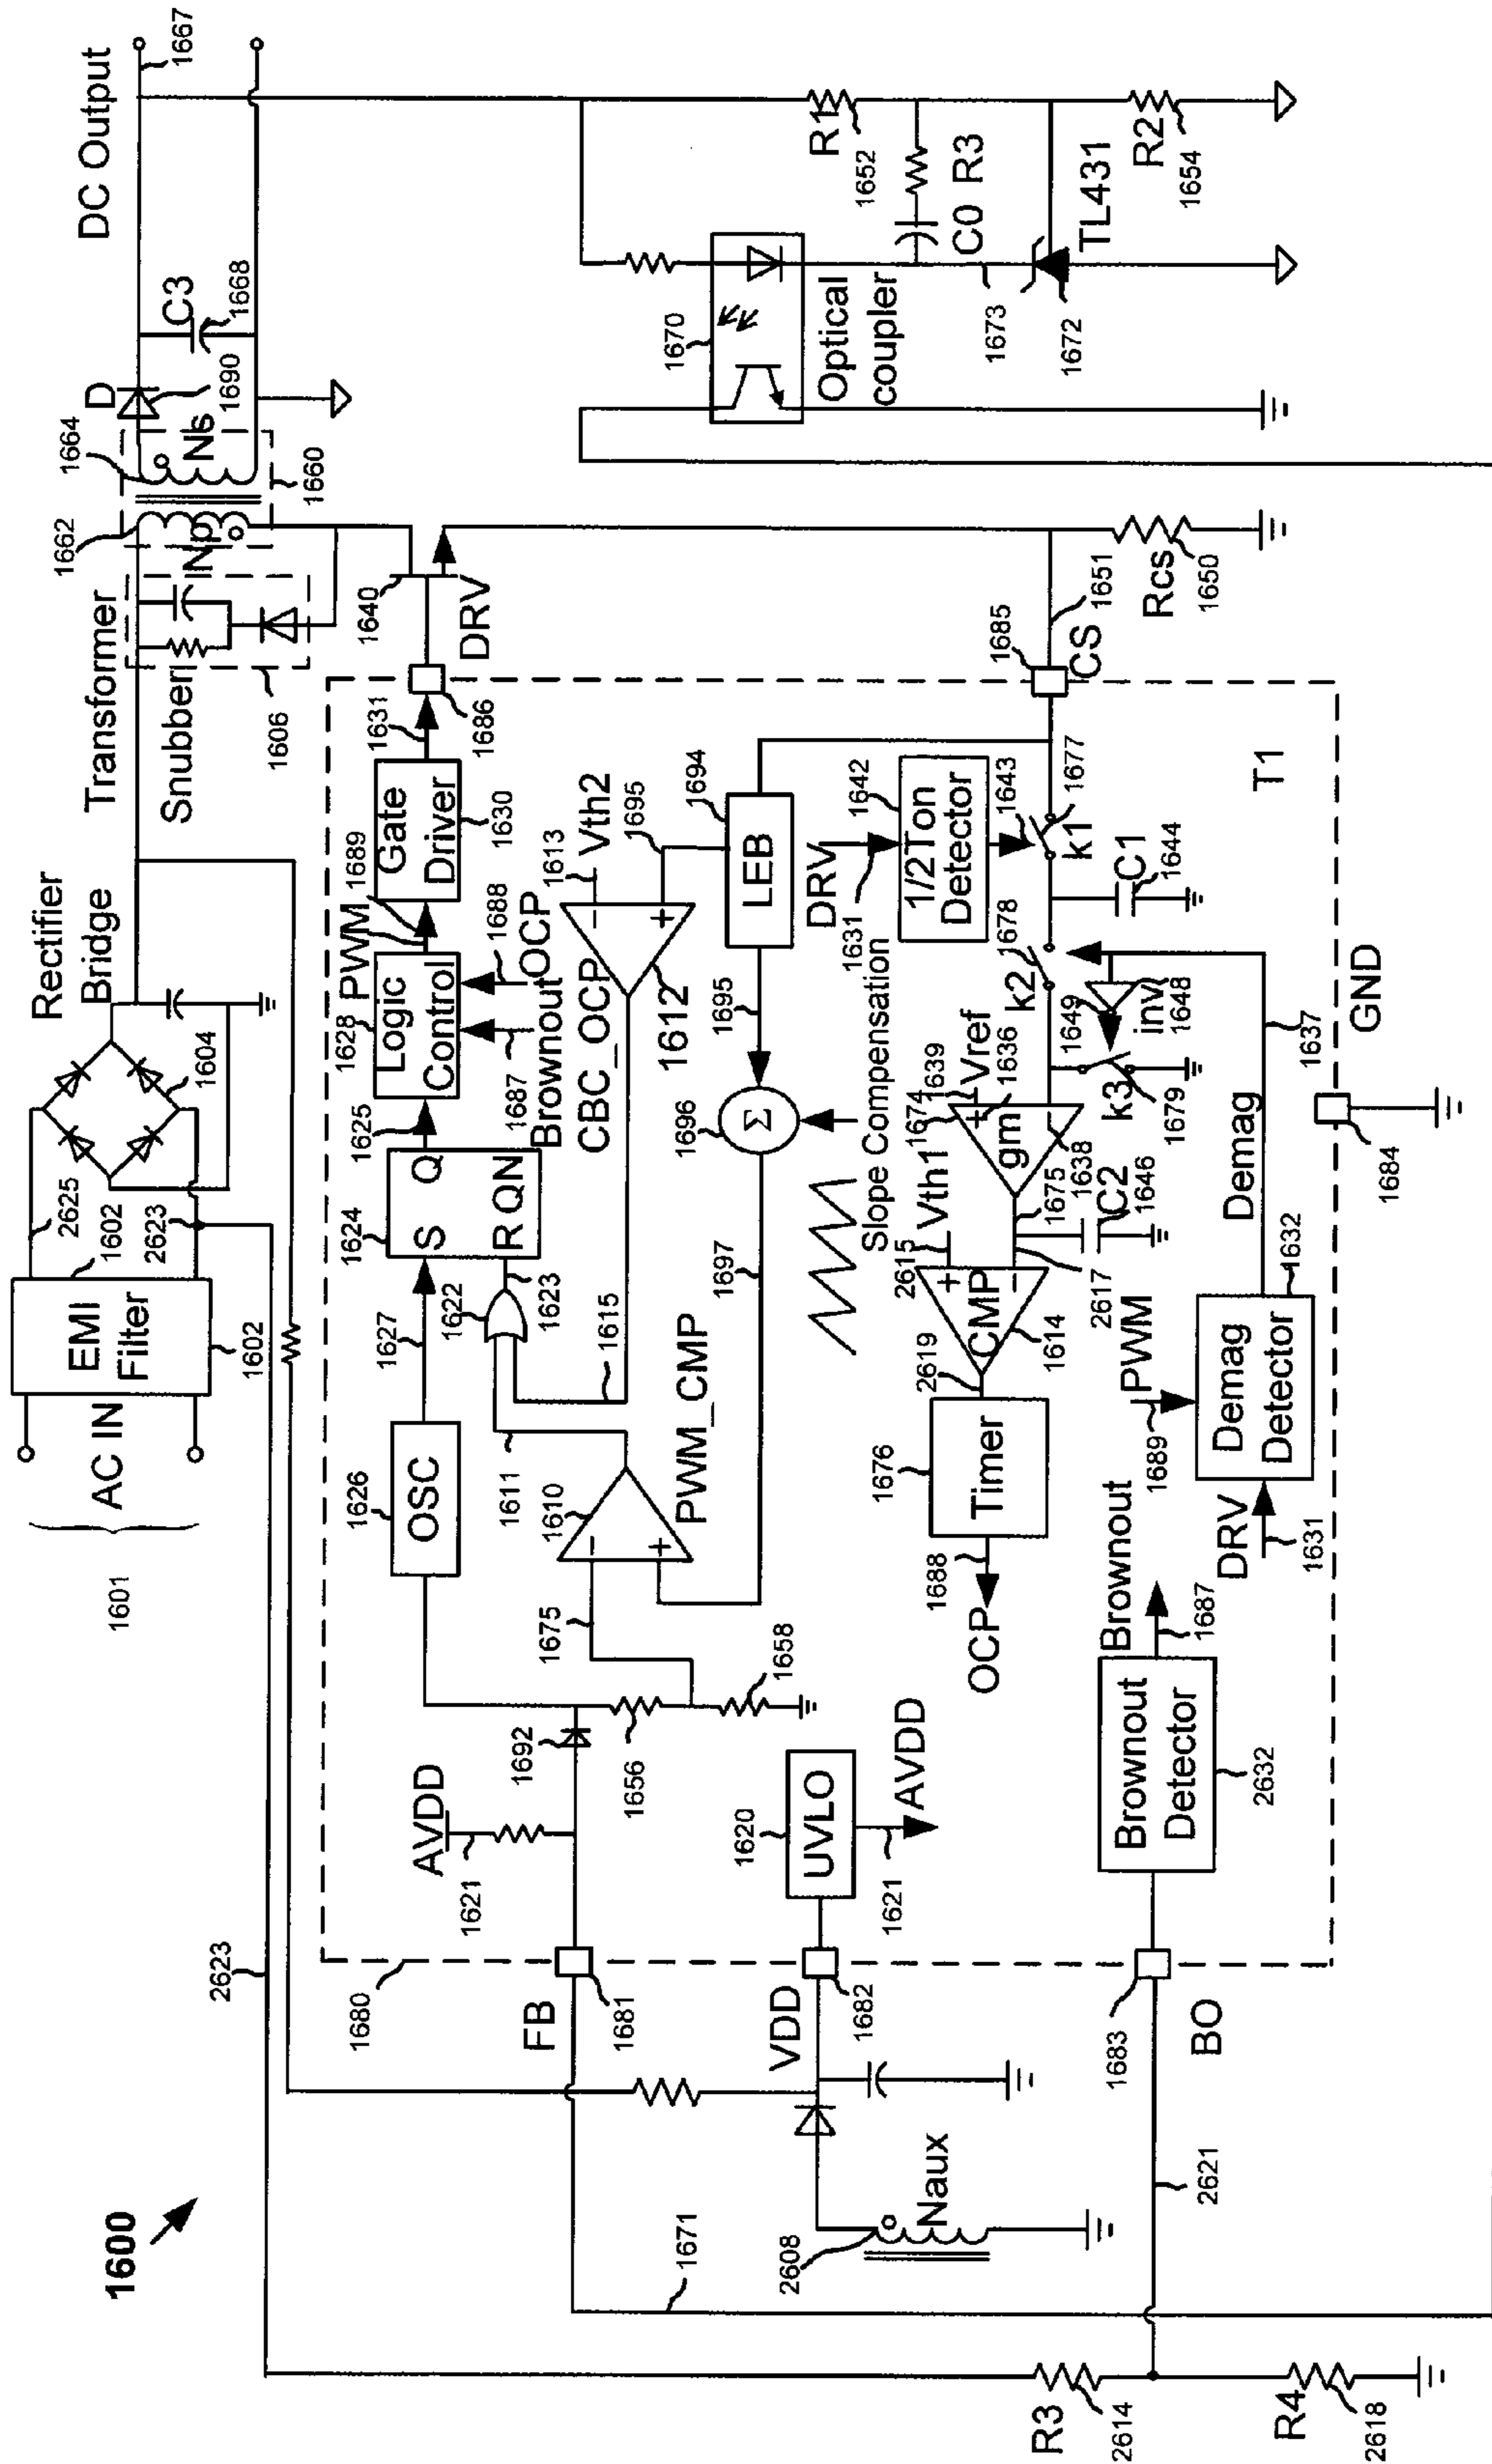 1600
AC IN
1601
EMI
Filter
1602
1602
2625
2623
Rectifier
Bridge
1604
Transformer
Snubber
1606
1662
Np
1664
Ns
1660
D
1690
C3
1668
DC Output
1667
2623
1680
FB
1681
AVDD
1621
1692
1656
1658
1675
OSC
1626
1627
1611
1610
PWM_CMP
1615
1622
1623
1624
S Q
R QN
1625
Logic
Control
1628
PWM
1689
1687
Brownout
1688
OCP
Gate
Driver
1630
1631
1686
1640
DRV
CBC_OCP
1612
1613
Vth2
1695
LEB
1694
1695
Σ
1696
1697
Slope Compensation
DRV
1631
1/2Ton
Detector
1642
1643
k1
1677
C1
1644
k2
1678
1649
inv
1648
k3
1679
1637
Vref
1639
1636
1674
gm
1638
1675
C2
1646
Vth1
2615
CMP
2617
1614
2619
Timer
1676
1688
OCP
UVLO
1620
1621
AVDD
VDD
1682
Naux
2608
1671
BO
1683
2621
Brownout
Detector
2632
Brownout
1687
PWM
1689
DRV
1631
Demag
Detector
1632
Demag
GND
1684
T1
CS
1685
1651
Rcs
1650
1670
Optical
coupler
R1
1652
C0 R3
1673
1672
TL431
R2
1654
R3
2614
R4
2618